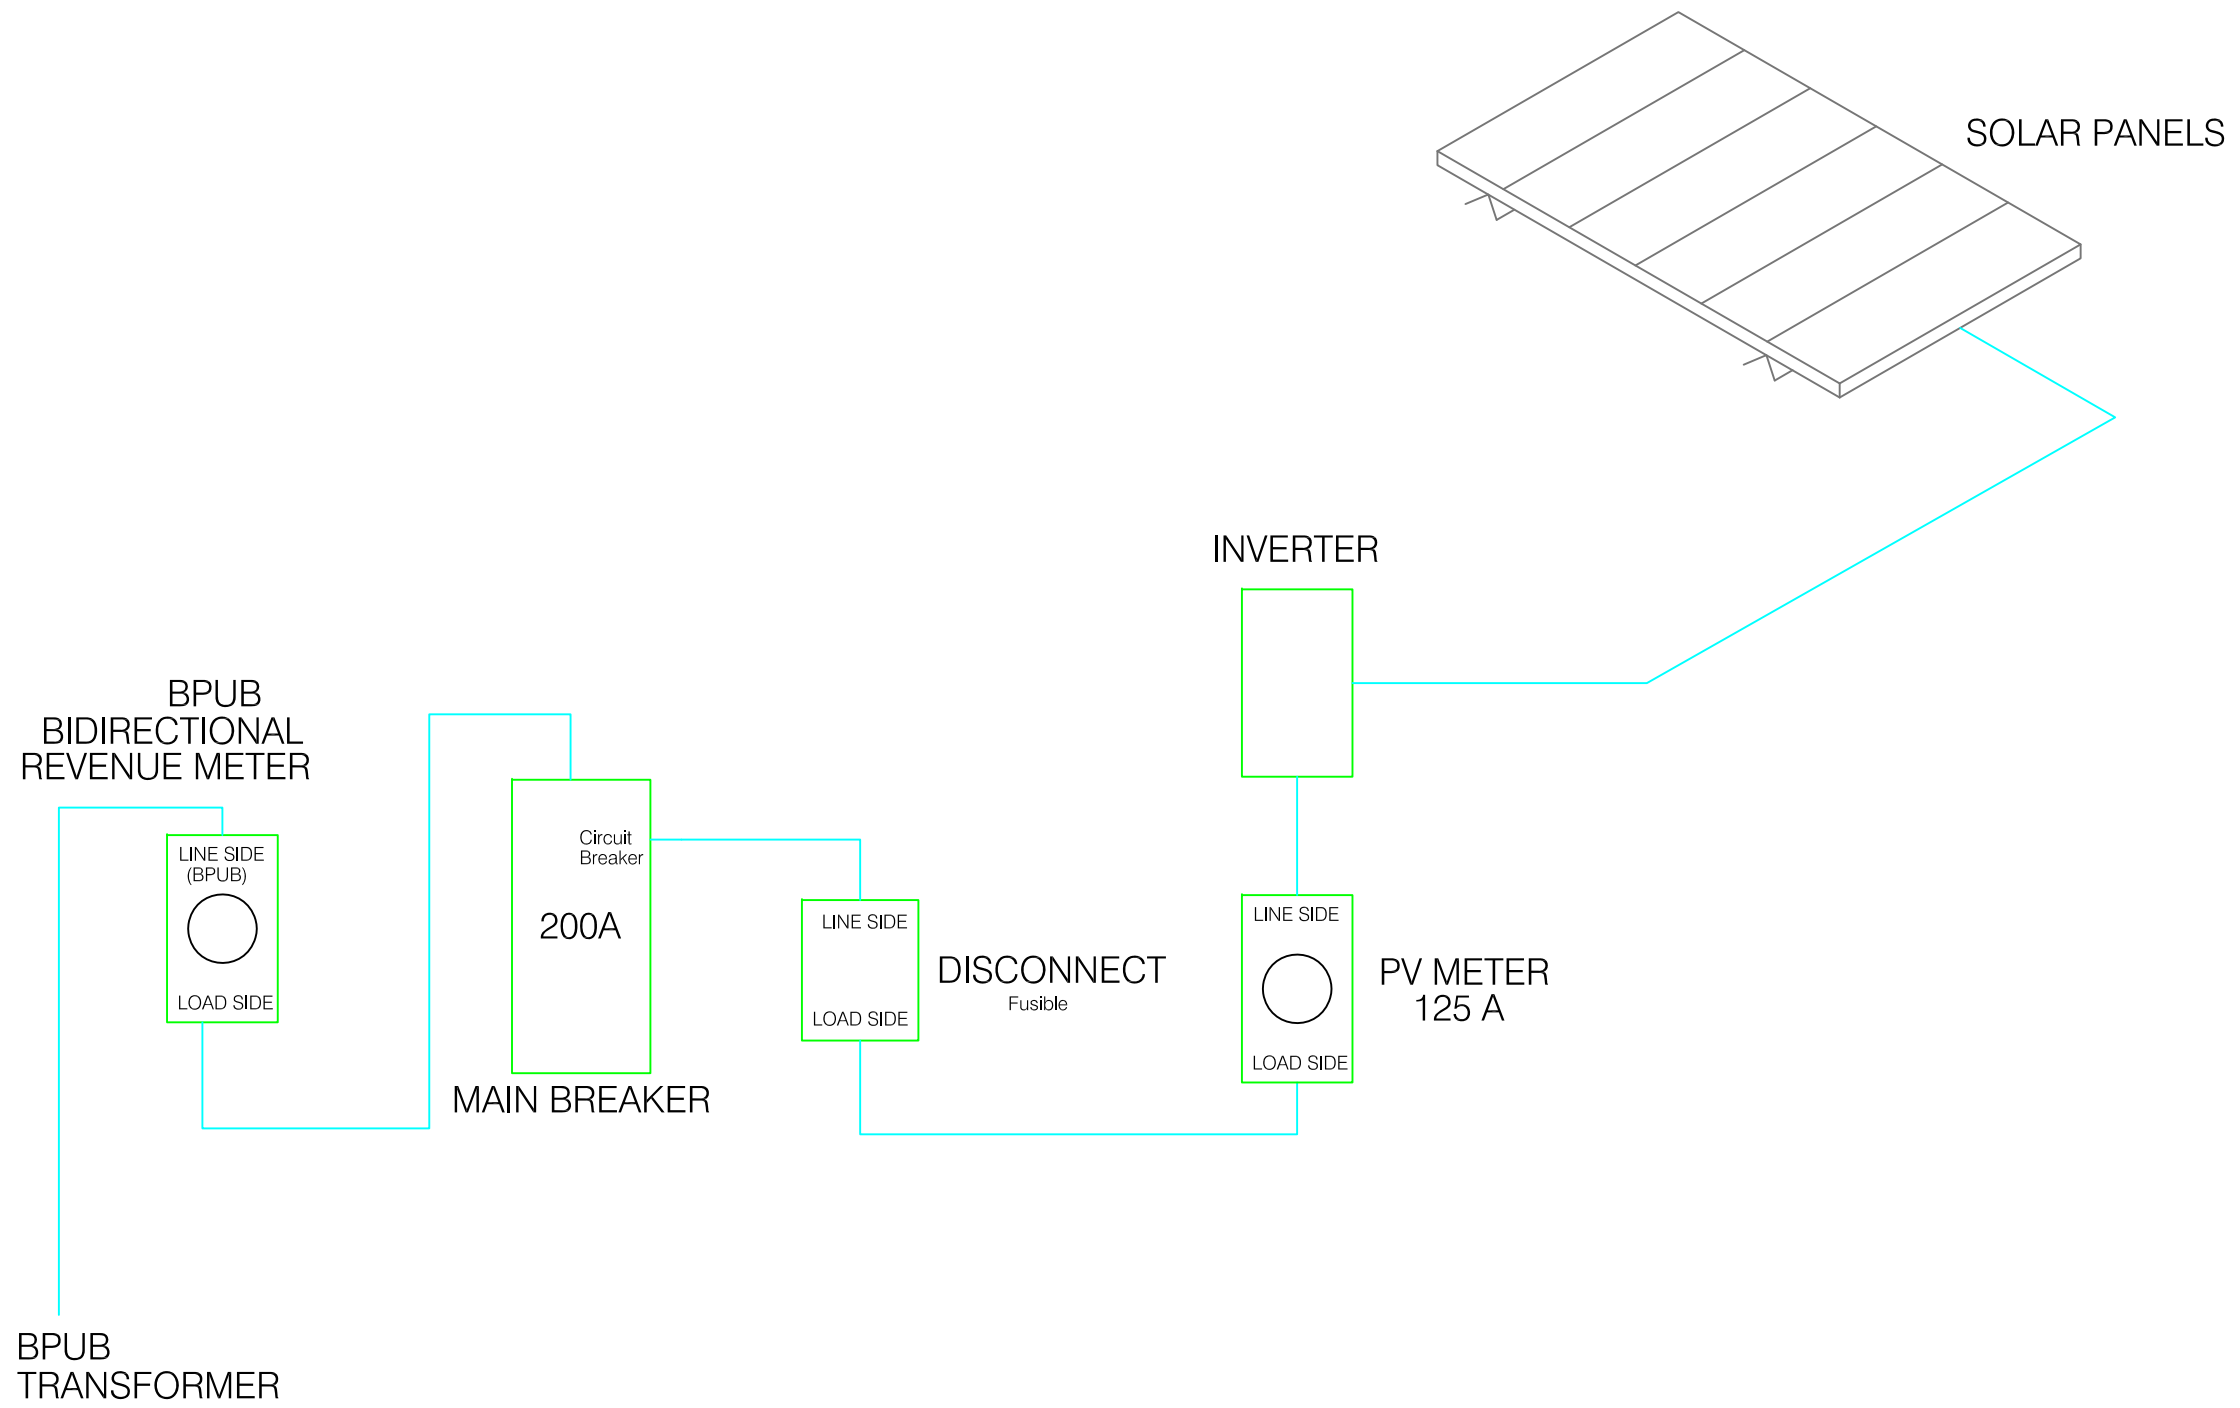 SOLAR PANELS
INVERTER
BPUB
BIDIRECTIONAL
REVENUE METER
LINE SIDE
(BPUB)
LOAD SIDE
Circuit
Breaker
200A
MAIN BREAKER
LINE SIDE
LOAD SIDE
DISCONNECT
Fusible
LINE SIDE
LOAD SIDE
PV METER
125 A
BPUB
TRANSFORMER